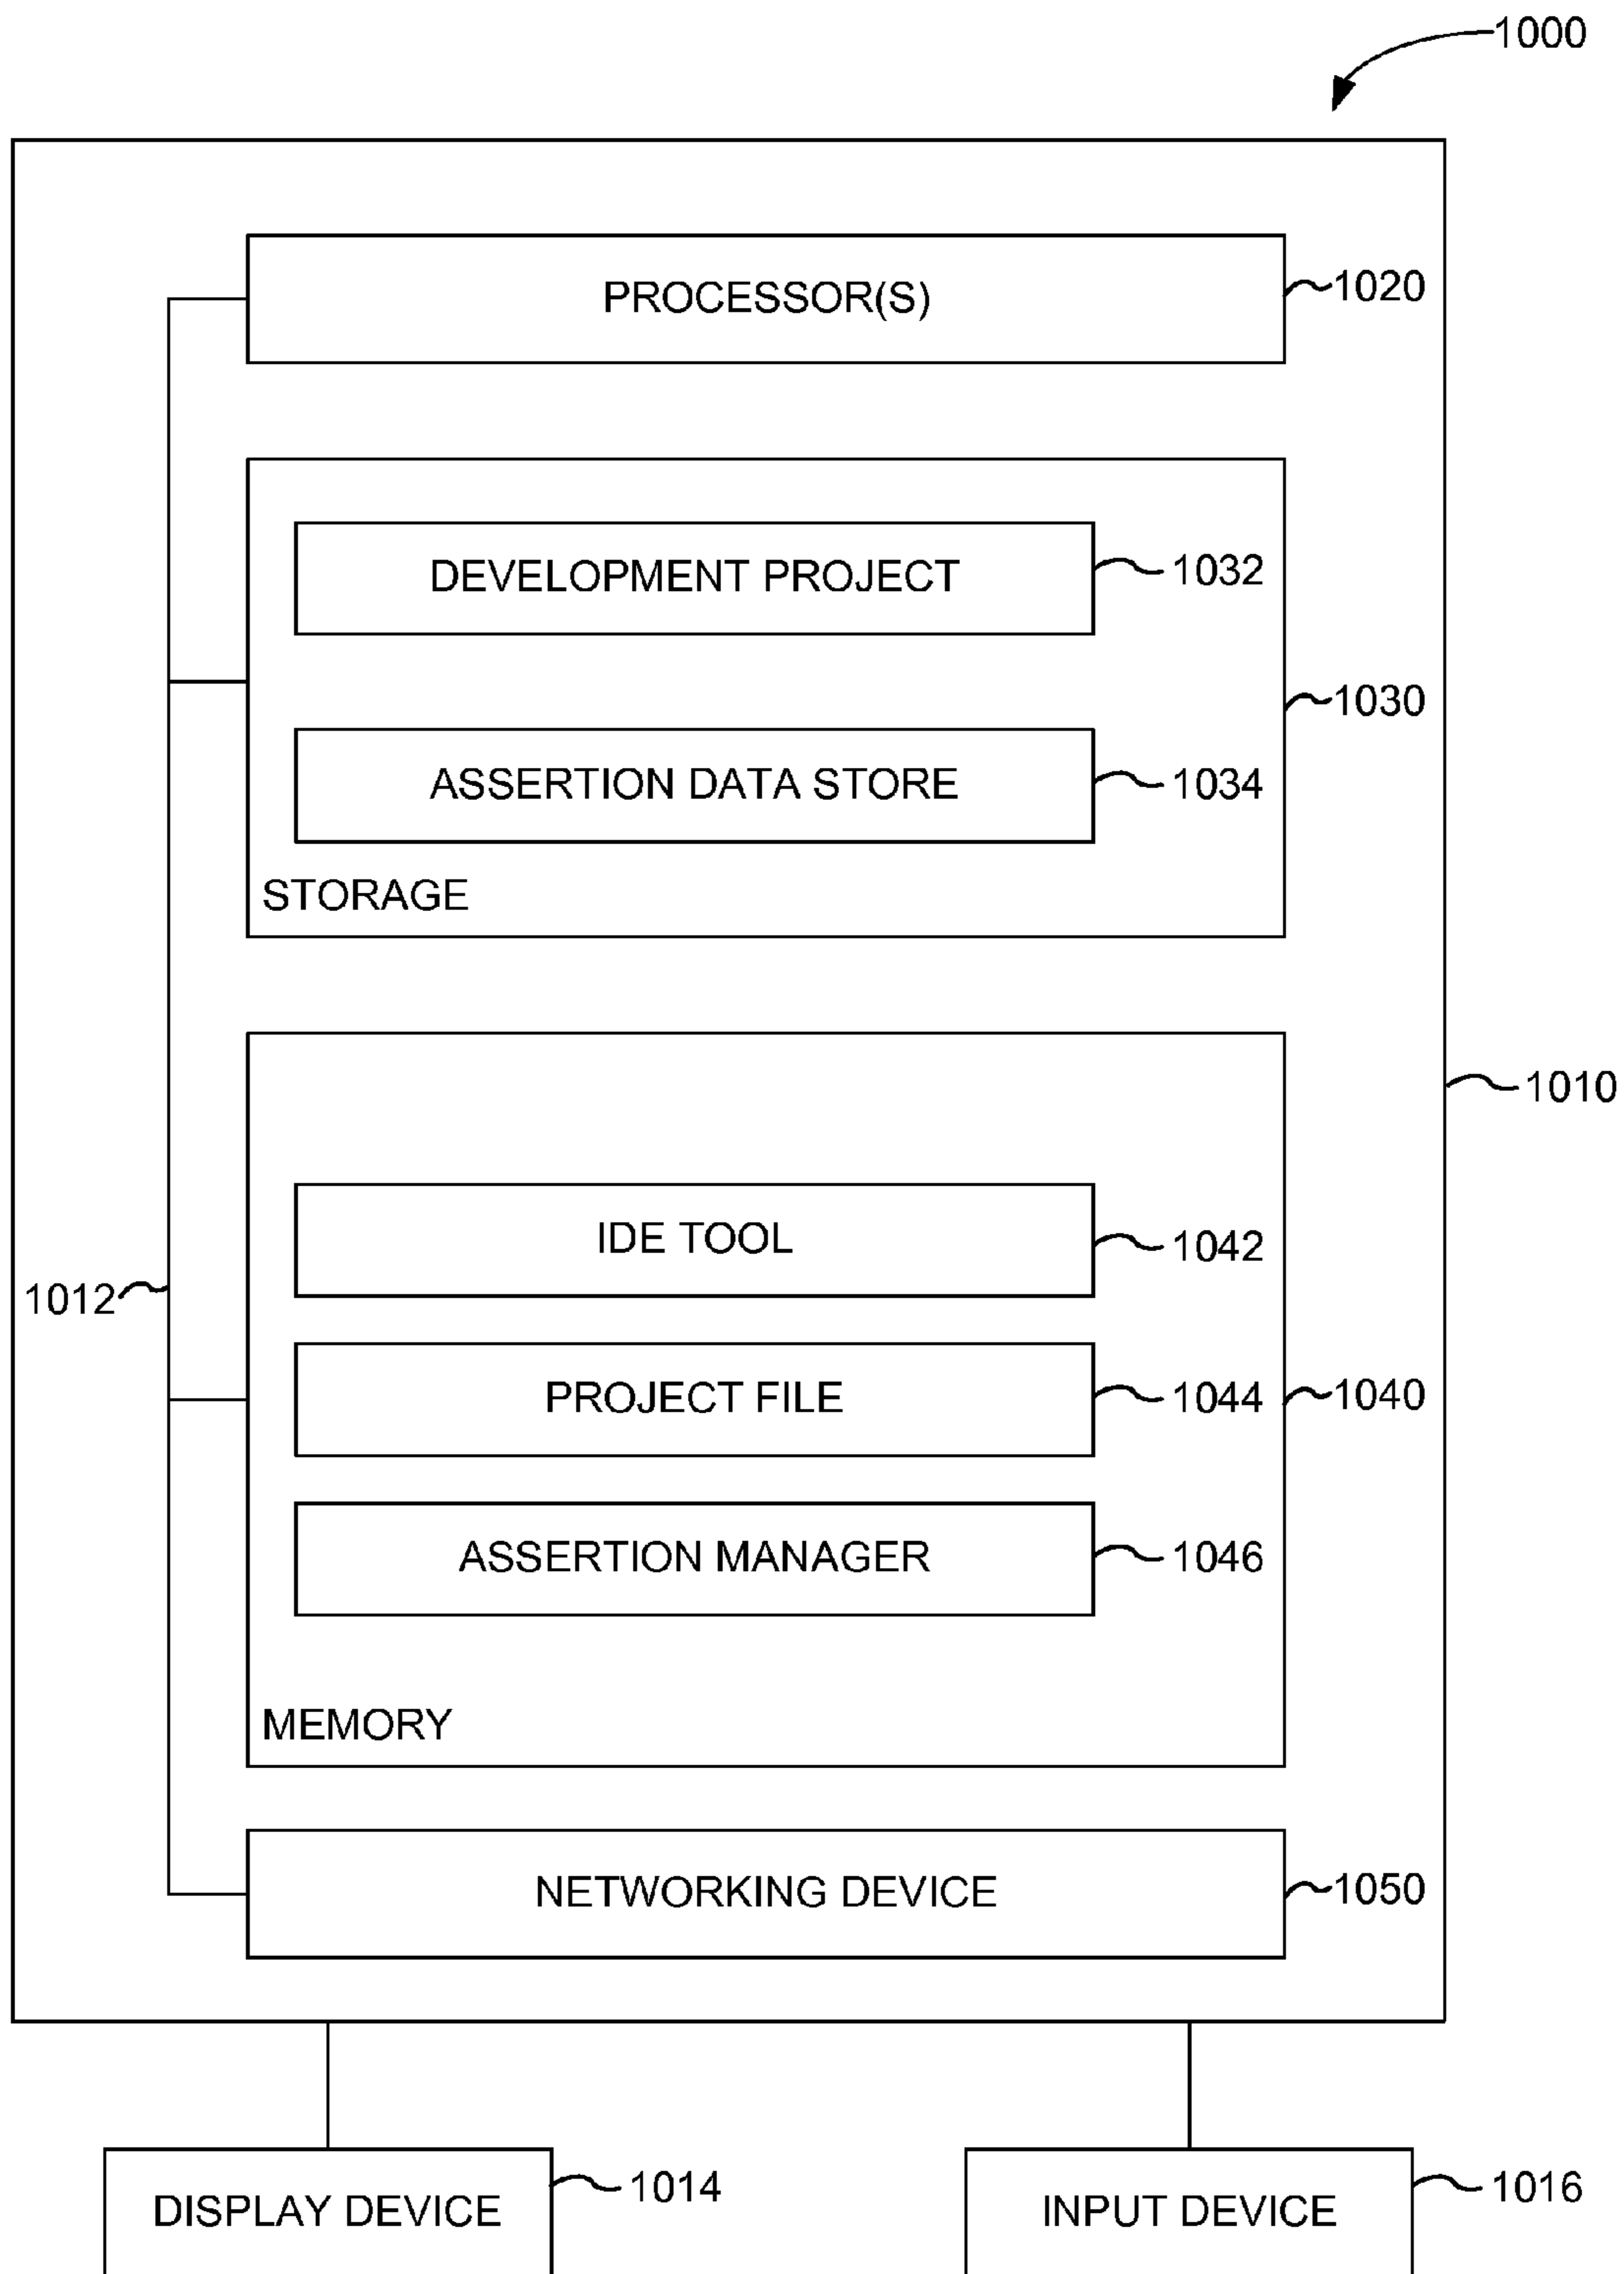 1000
PROCESSOR(S)
1020
DEVELOPMENT PROJECT
1032
1030
ASSERTION DATA STORE
1034
STORAGE
1010
IDE TOOL
1042
1012
PROJECT FILE
1044
1040
ASSERTION MANAGER
1046
MEMORY
NETWORKING DEVICE
1050
DISPLAY DEVICE
1014
INPUT DEVICE
1016